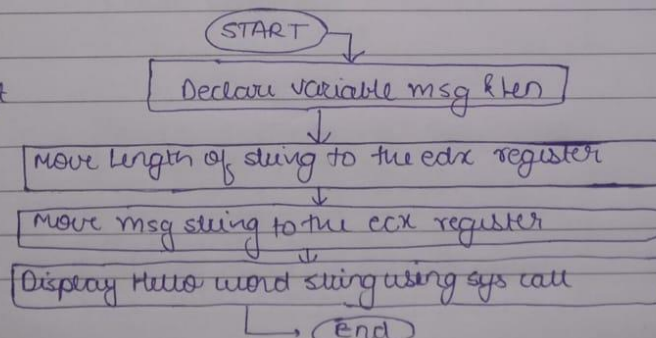 START
Declare variable msg & len
Move length of string to the edx register
Move msg string to the ecx register
Display Hello word string using sys call
End